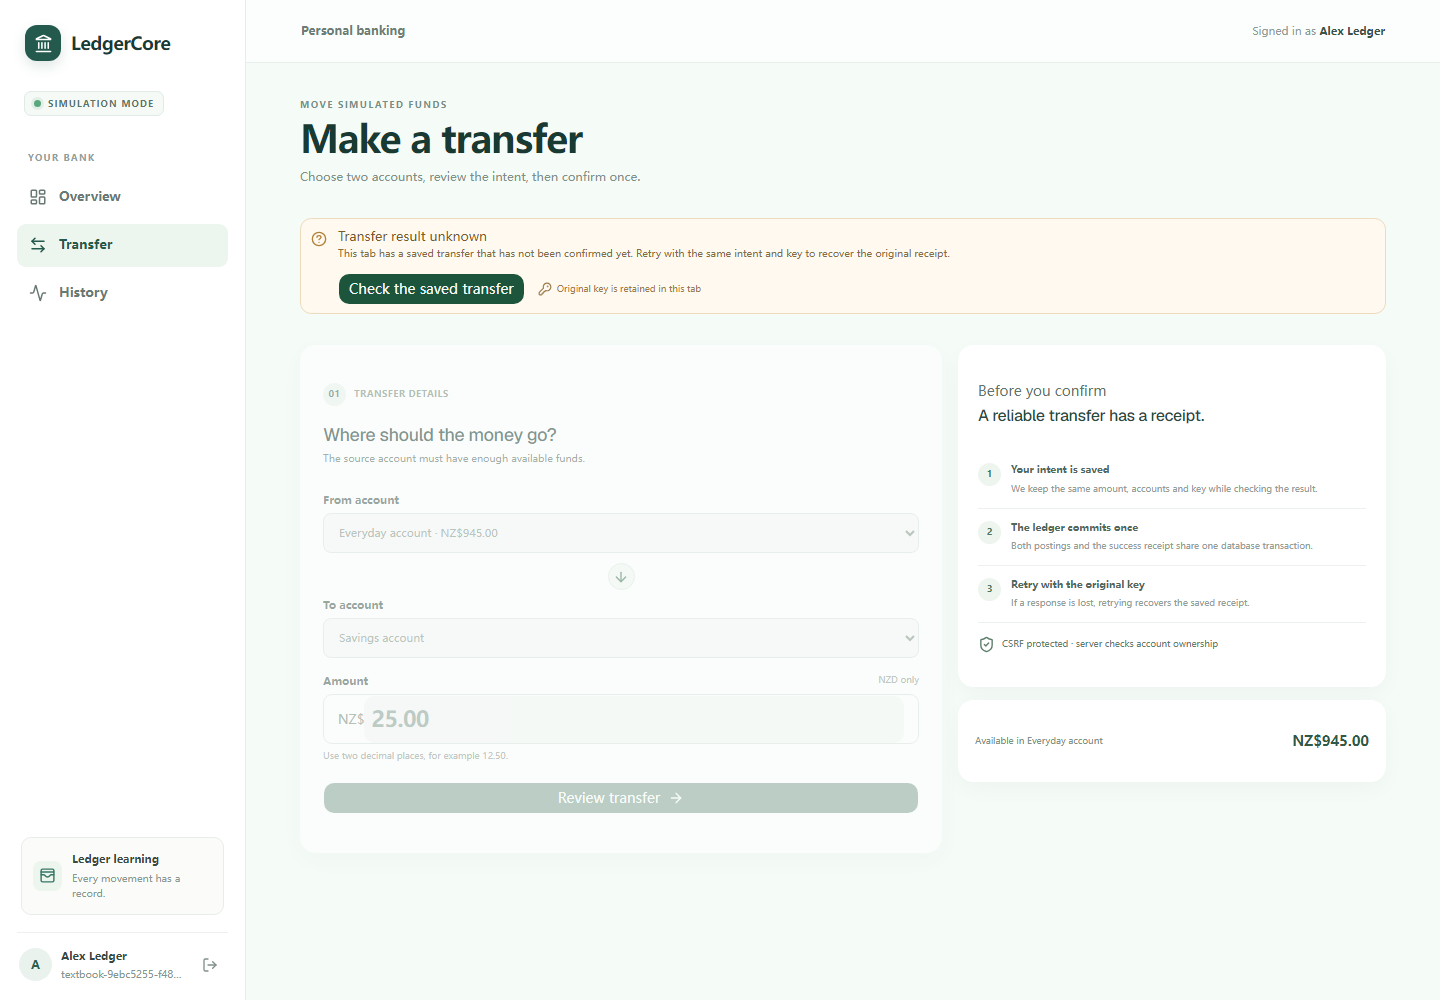 LedgerCore
SIMULATION MODE
YOUR BANK
Overview
Transfer
History
Ledger learning
Every movement has a
record.
A
Alex Ledger
textbook-9ebc5255-f48...
Personal banking
Signed in as Alex Ledger
MOVE SIMULATED FUNDS
Make a transfer
Choose two accounts, review the intent, then confirm once.
Transfer result unknown
This tab has a saved transfer that has not been confirmed yet. Retry with the same intent and key to recover the original receipt.
Check the saved transfer
Original key is retained in this tab
01 TRANSFER DETAILS
Where should the money go?
The source account must have enough available funds.
From account
Everyday account · NZ$945.00
To account
Savings account
Amount
NZD only
NZ$ 25.00
Use two decimal places, for example 12.50.
Review transfer
Before you confirm
A reliable transfer has a receipt.
1 Your intent is saved
We keep the same amount, accounts and key while checking the result.
2 The ledger commits once
Both postings and the success receipt share one database transaction.
3 Retry with the original key
If a response is lost, retrying recovers the saved receipt.
CSRF protected · server checks account ownership
Available in Everyday account
NZ$945.00